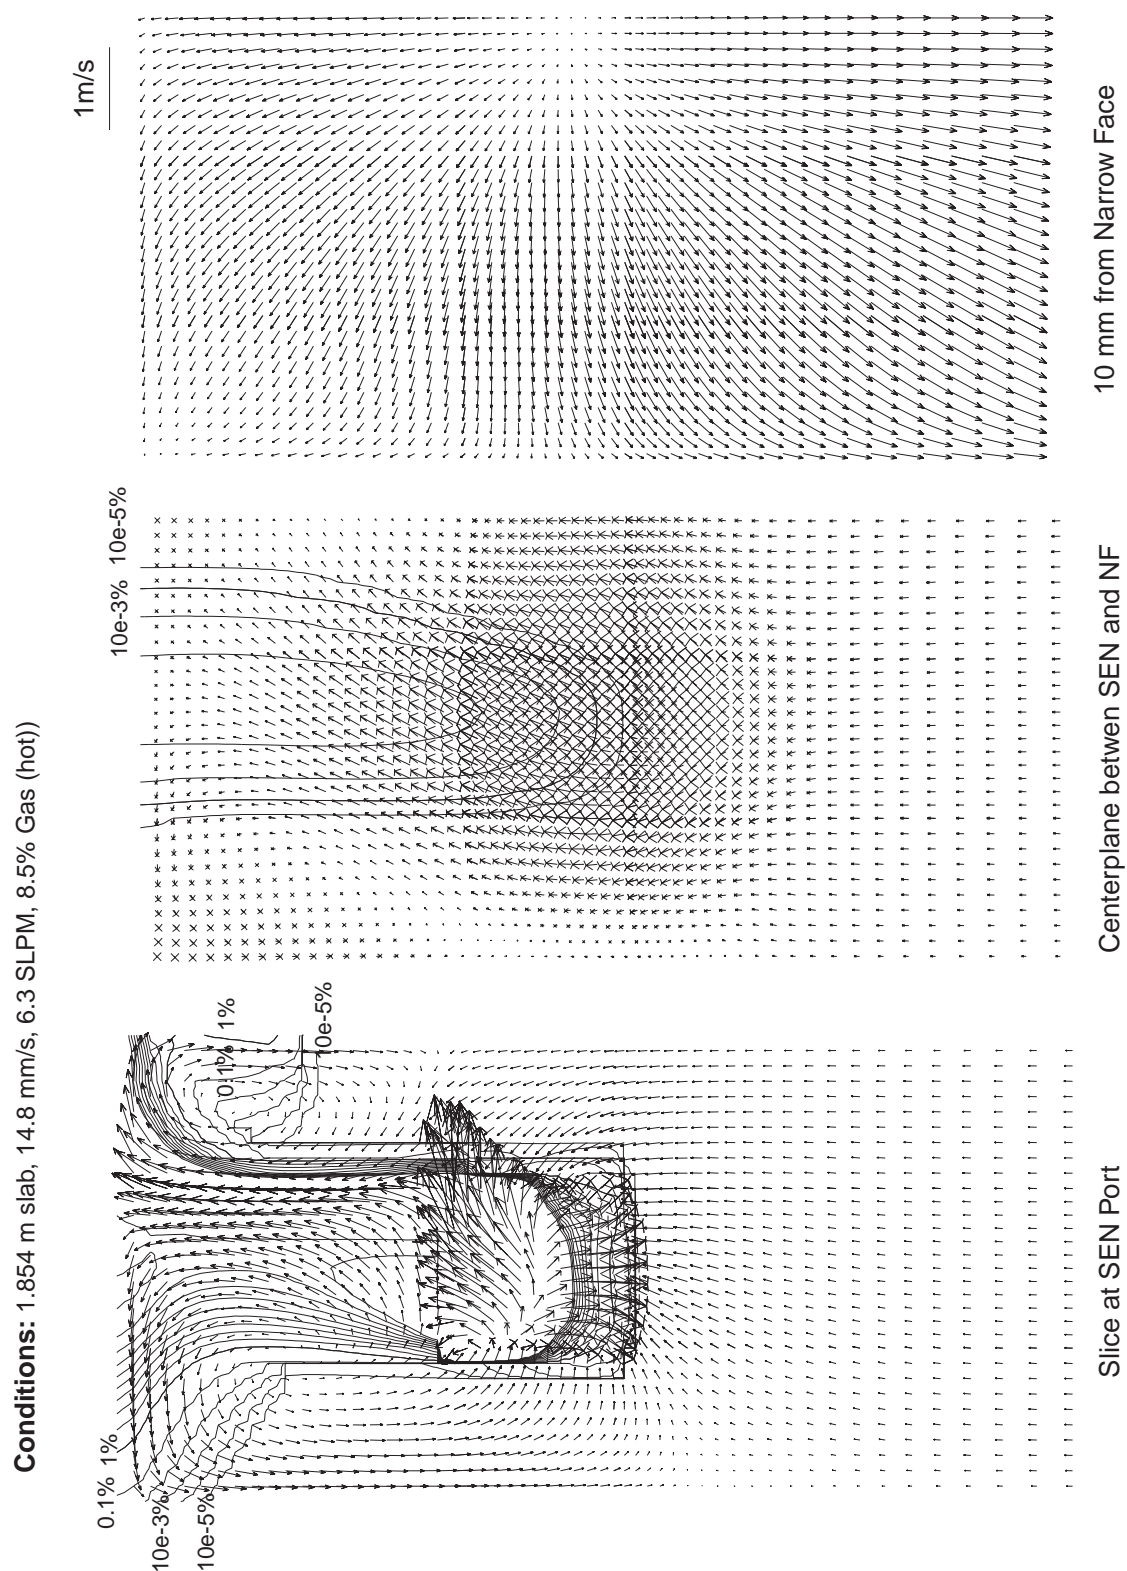 Conditions: 1.854 m slab, 14.8 mm/s, 6.3 SLPM, 8.5% Gas (hot))
1m/s
0.1% 1%
10e-3%
10e-5%
0.1% 1%
10e-5%
10e-3%
10e-5%
Slice at SEN Port
Centerplane betwen SEN and NF
10 mm from Narrow Face